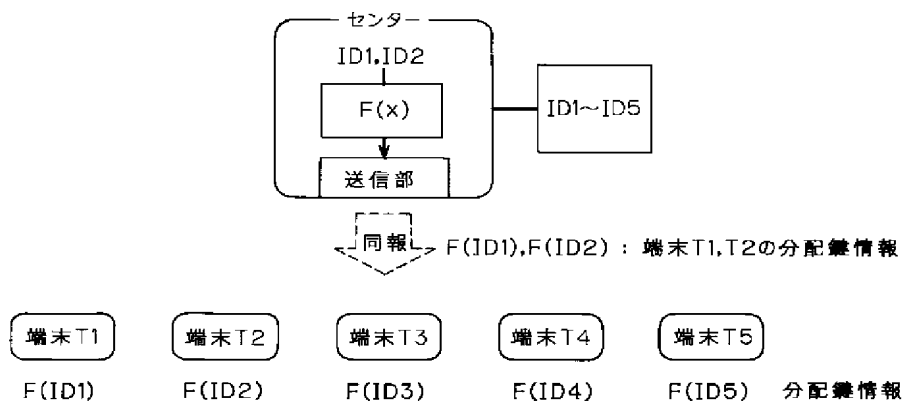 センター
ID1,ID2
F(x)
ID1～ID5
送信部
同報
F(ID1),F(ID2) : 端末T1,T2の分配鍵情報
端末T1 端末T2 端末T3 端末T4 端末T5
F(ID1) F(ID2) F(ID3) F(ID4) F(ID5) 分配鍵情報